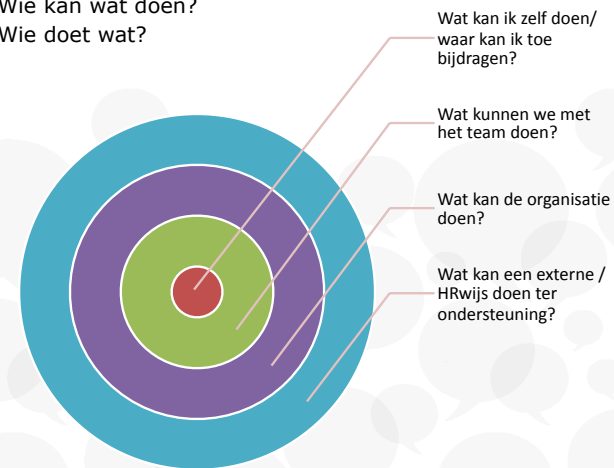 Wie kan wat doen?
Wie doet wat?
Wat kan ik zelf doen/
waar kan ik toe
bijdragen?
Wat kunnen we met
het team doen?
Wat kan de organisatie
doen?
Wat kan een externe /
HRwijs doen ter
ondersteuning?